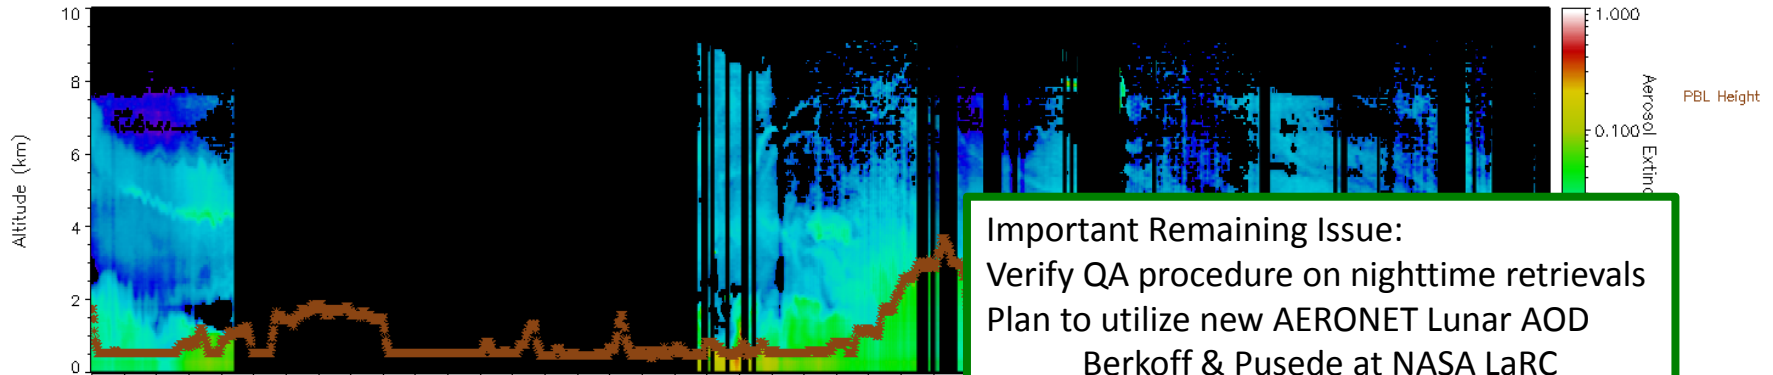 10
8
6
4
2
0
Altitude (km)
1.000
0.100
Aerosol Extinc
PBL Height
Important Remaining Issue:
Verify QA procedure on nighttime retrievals
Plan to utilize new AERONET Lunar AOD
Berkoff & Pusede at NASA LaRC